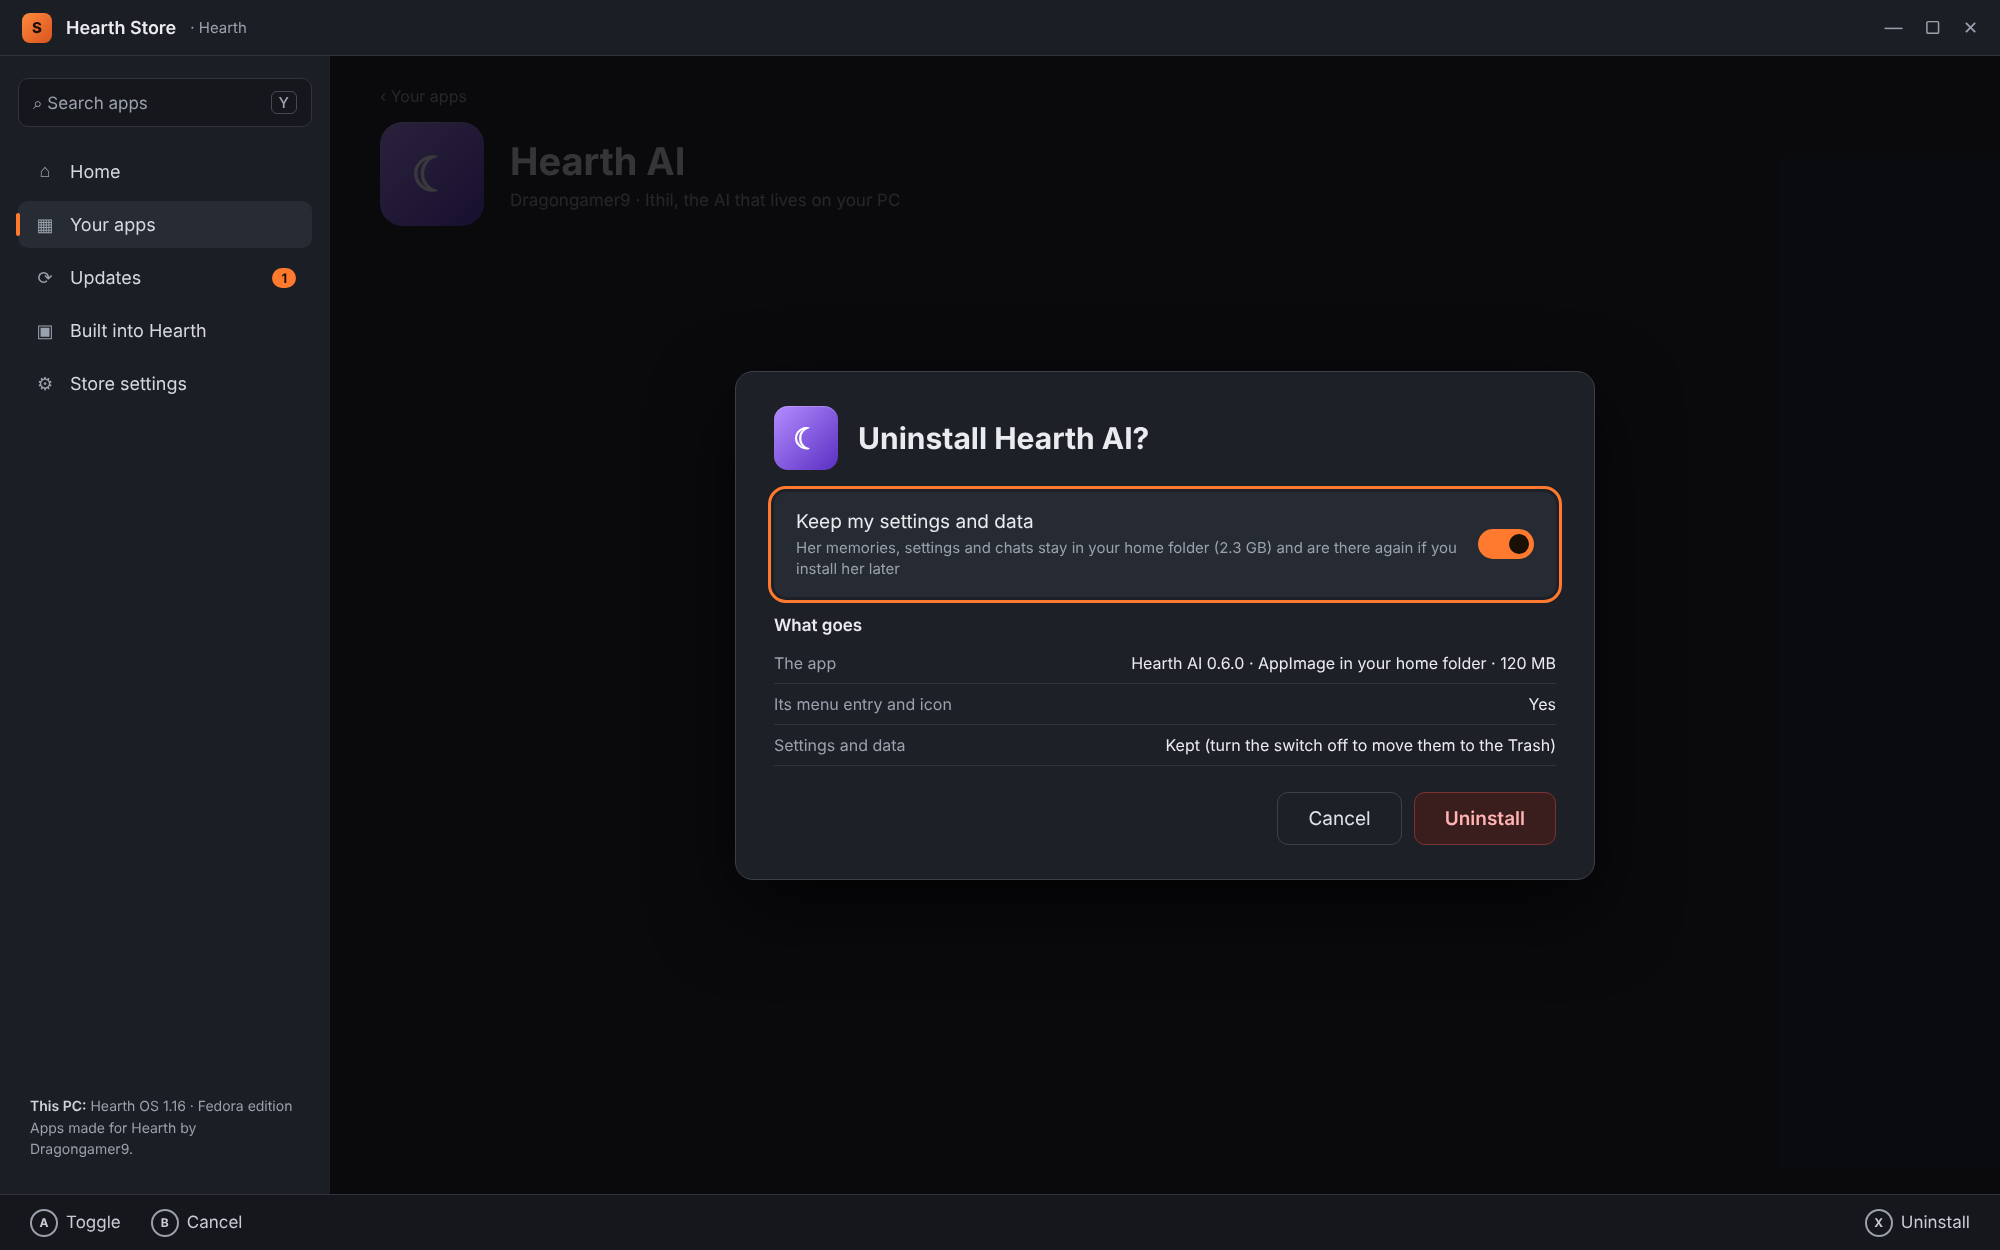 S Hearth Store · Hearth
Search apps Y
Home
Your apps
Updates 1
Built into Hearth
Store settings
This PC: Hearth OS 1.16 · Fedora edition
Apps made for Hearth by
Dragongamer9.
‹ Your apps
Hearth AI
Dragongamer9 · Ithil, the AI that lives on your PC
Uninstall Hearth AI?
Keep my settings and data
Her memories, settings and chats stay in your home folder (2.3 GB) and are there again if you
install her later
What goes
The app Hearth AI 0.6.0 · AppImage in your home folder · 120 MB
Its menu entry and icon Yes
Settings and data Kept (turn the switch off to move them to the Trash)
Cancel Uninstall
A Toggle B Cancel X Uninstall